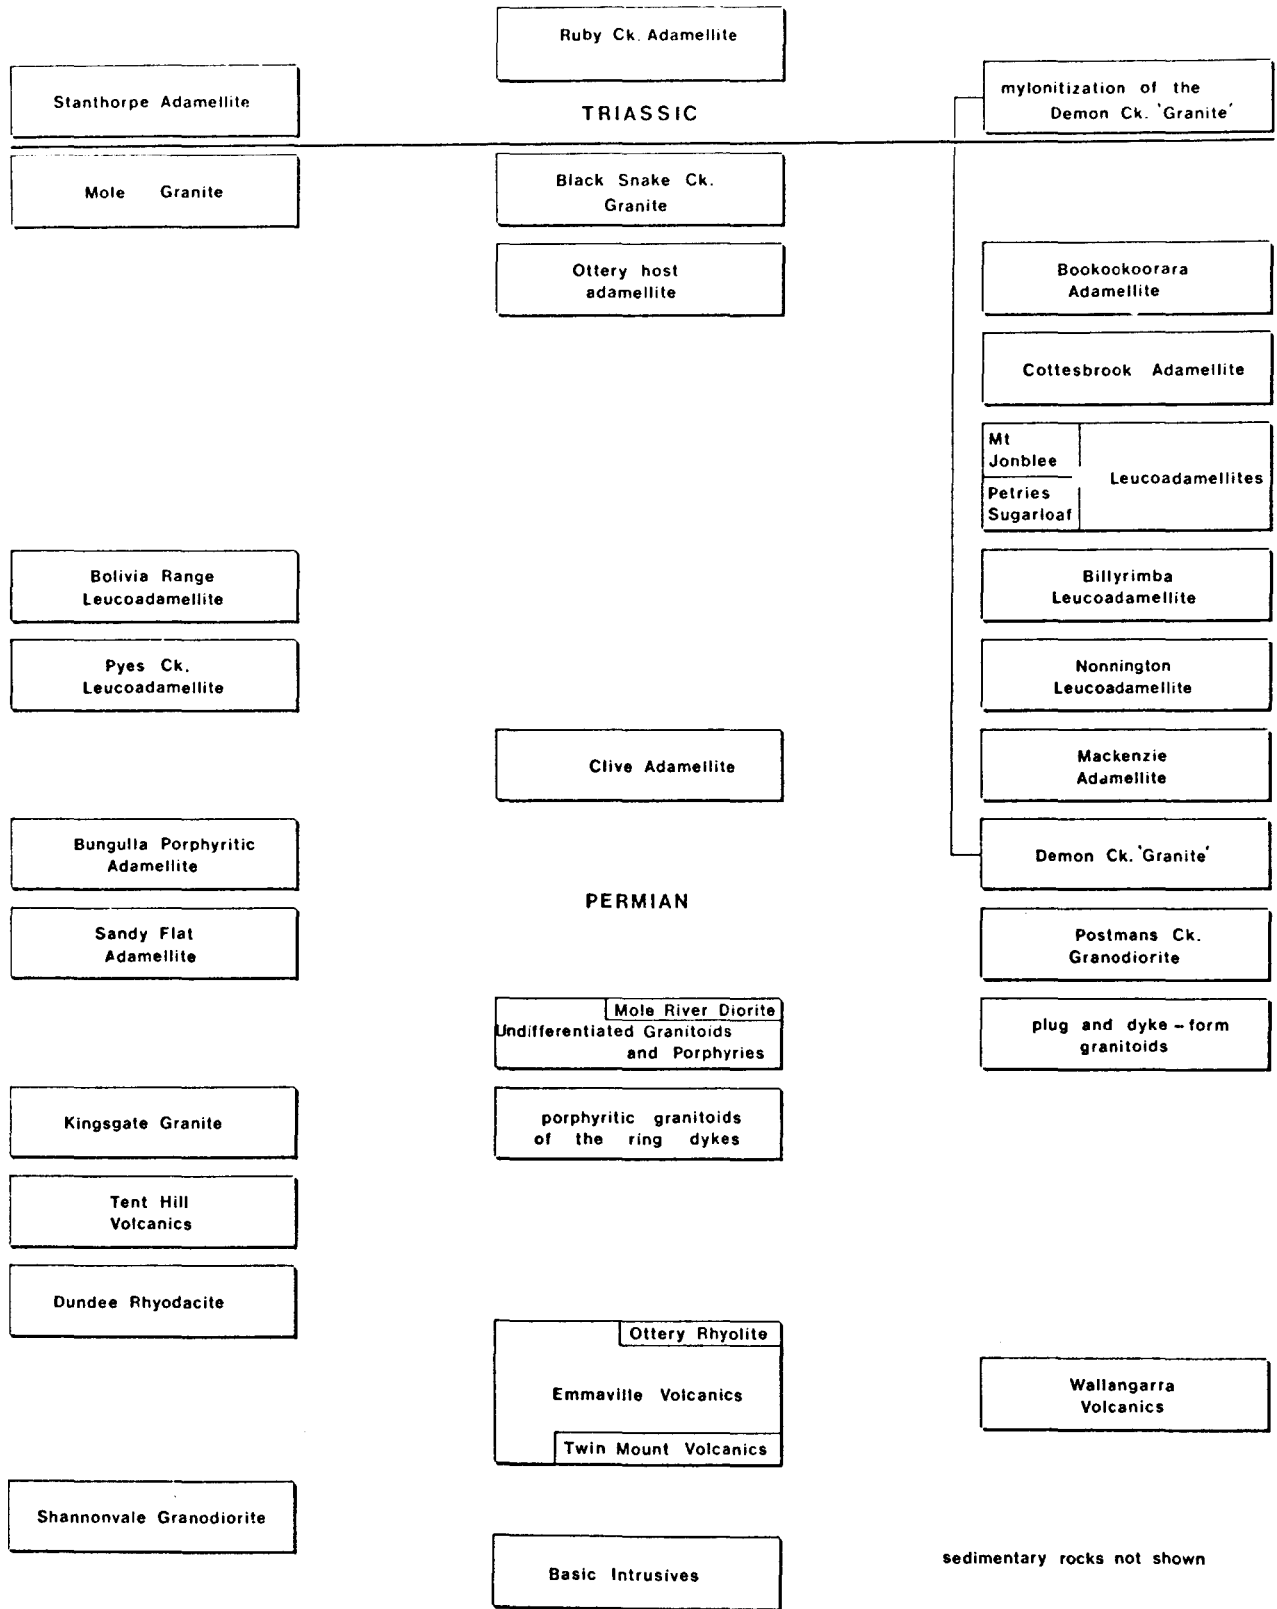 Ruby Ck. Adamellite
Stanthorpe Adamellite
TRIASSIC
mylonitization of the
Demon Ck. 'Granite'
Mole Granite
Black Snake Ck.
Granite
Ottery host
adamellite
Bookookoorara
Adamellite
Cottesbrook Adamellite
Mt
Jonblee
Petries
Sugarloaf
Leucoadamellites
Bolivia Range
Leucoadamellite
Billyrimba
Leucoadamellite
Pyes Ck.
Leucoadamellite
Nonnington
Leucoadamellite
Clive Adamellite
Mackenzie
Adamellite
Bungulla Porphyritic
Adamellite
Demon Ck. 'Granite'
PERMIAN
Sandy Flat
Adamellite
Postmans Ck.
Granodiorite
Mole River Diorite
Undifferentiated Granitoids
and Porphyries
plug and dyke-form
granitoids
Kingsgate Granite
porphyritic granitoids
of the ring dykes
Tent Hill
Volcanics
Dundee Rhyodacite
Ottery Rhyolite
Emmaville Volcanics
Twin Mount Volcanics
Wallangarra
Volcanics
Shannonvale Granodiorite
Basic Intrusives
sedimentary rocks not shown